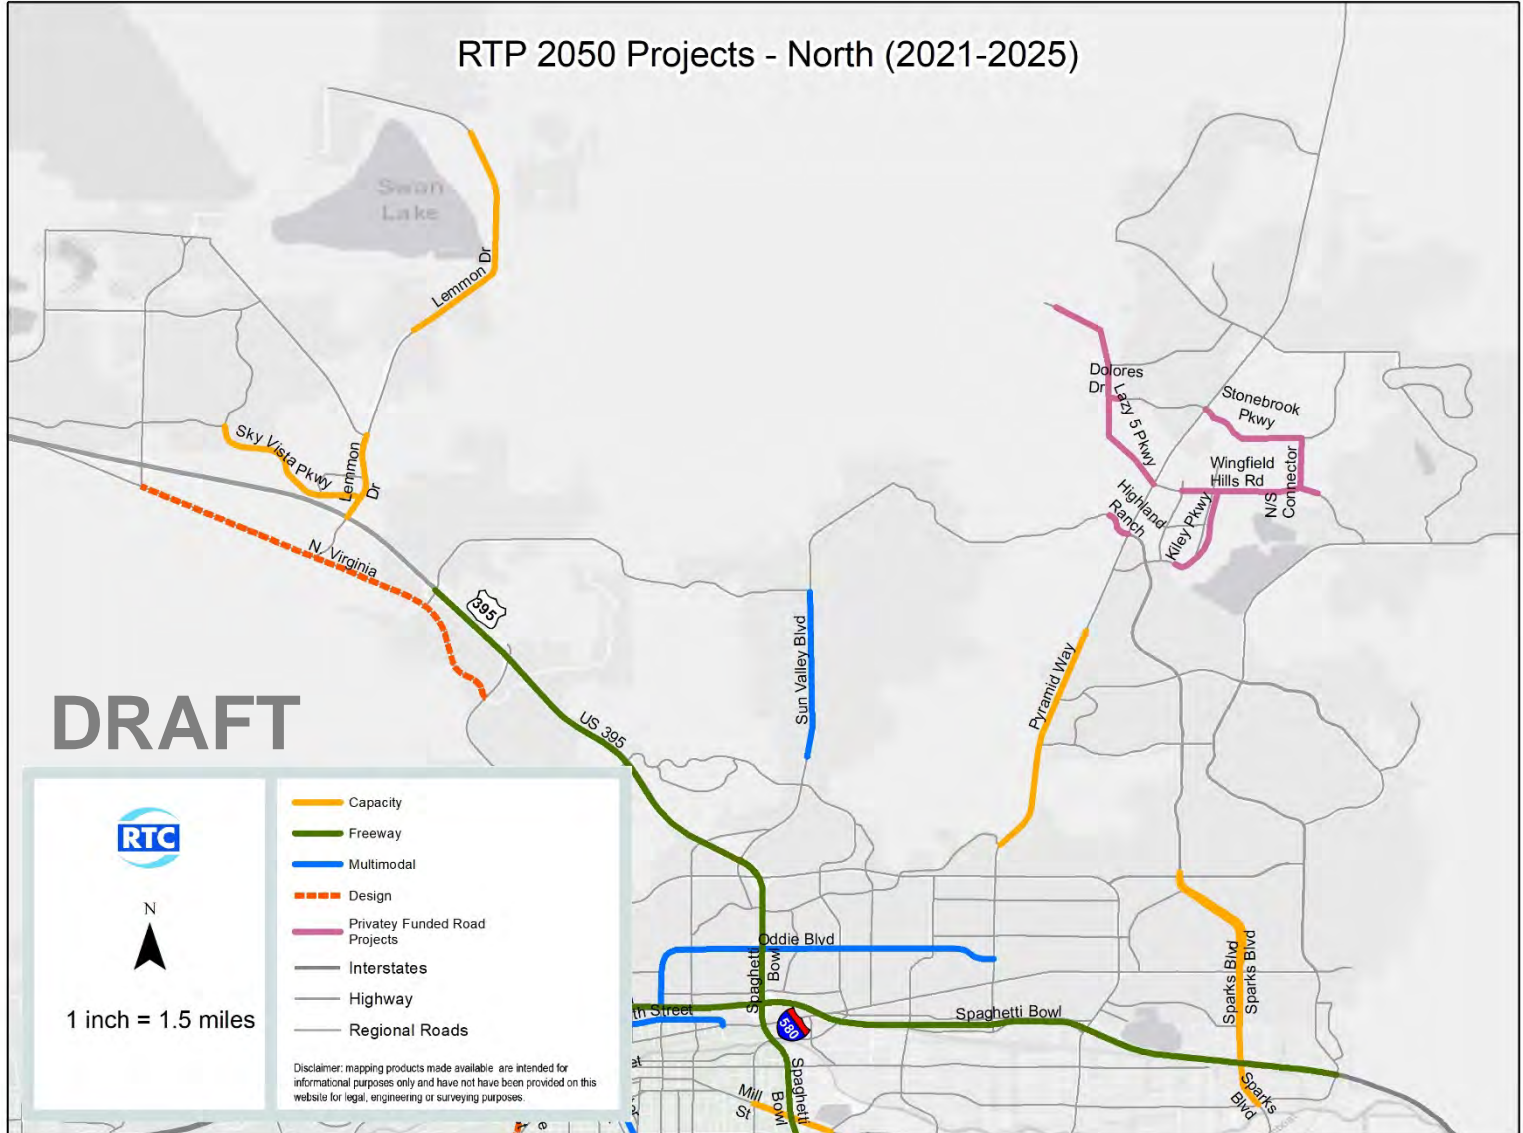 RTP 2050 Projects - North (2021-2025)
Swan
Lake
Lemmon Dr
Dolores
Dr
Lazy 5 Pkwy
Stonebrook
Pkwy
Sky Vista Pkwy
Lemmon
Dr
Wingfield
Hills Rd
N/S
Connector
Highland
Ranch
Kiley Pkwy
N. Virginia
395
Sun Valley Blvd
Pyramid Way
US 395
DRAFT
RTC
N
1 inch = 1.5 miles
Capacity
Freeway
Multimodal
Design
Privatey Funded Road
Projects
Interstates
Highway
Regional Roads
Disclaimer: mapping products made available are intended for
informational purposes only and have not have been provided on this
website for legal, engineering or surveying purposes.
Oddie Blvd
Spaghetti
Bowl
Sparks Blvd
Sparks Blvd
th Street
580
Spaghetti Bowl
et
Mill
St
Spaghetti
Bowl
Sparks
Blvd
e